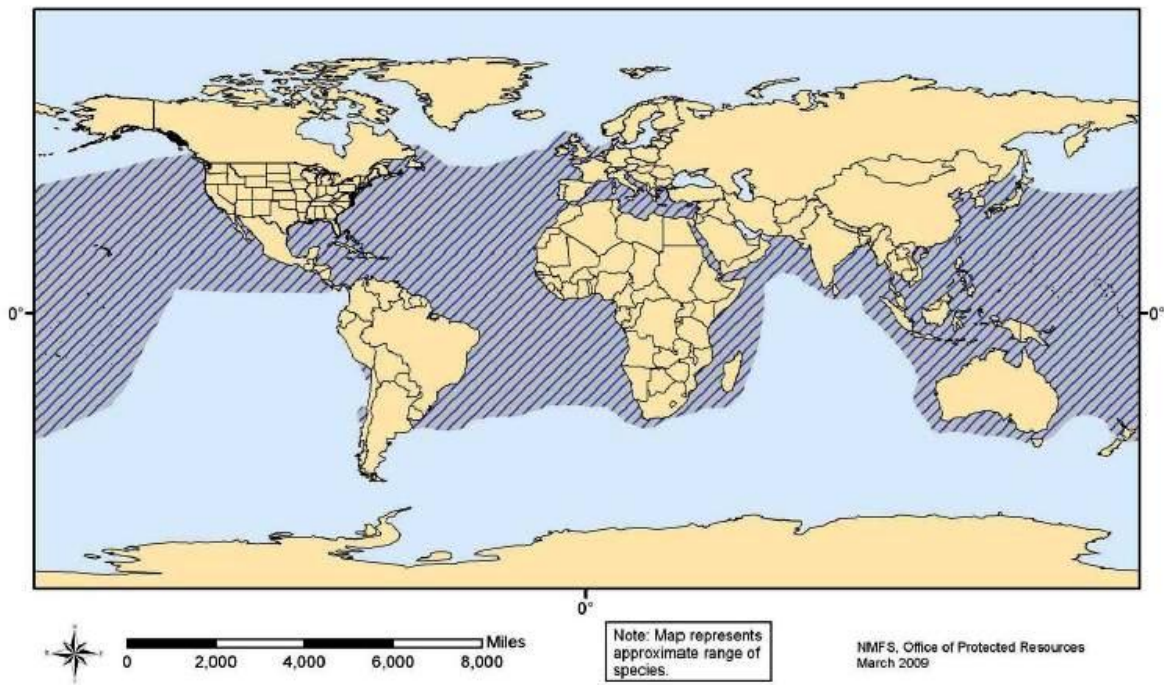 0°
0°
0°
Miles
0 2,000 4,000 6,000 8,000
Note: Map represents
approximate range of
species.
NMFS, Office of Protected Resources
March 2009